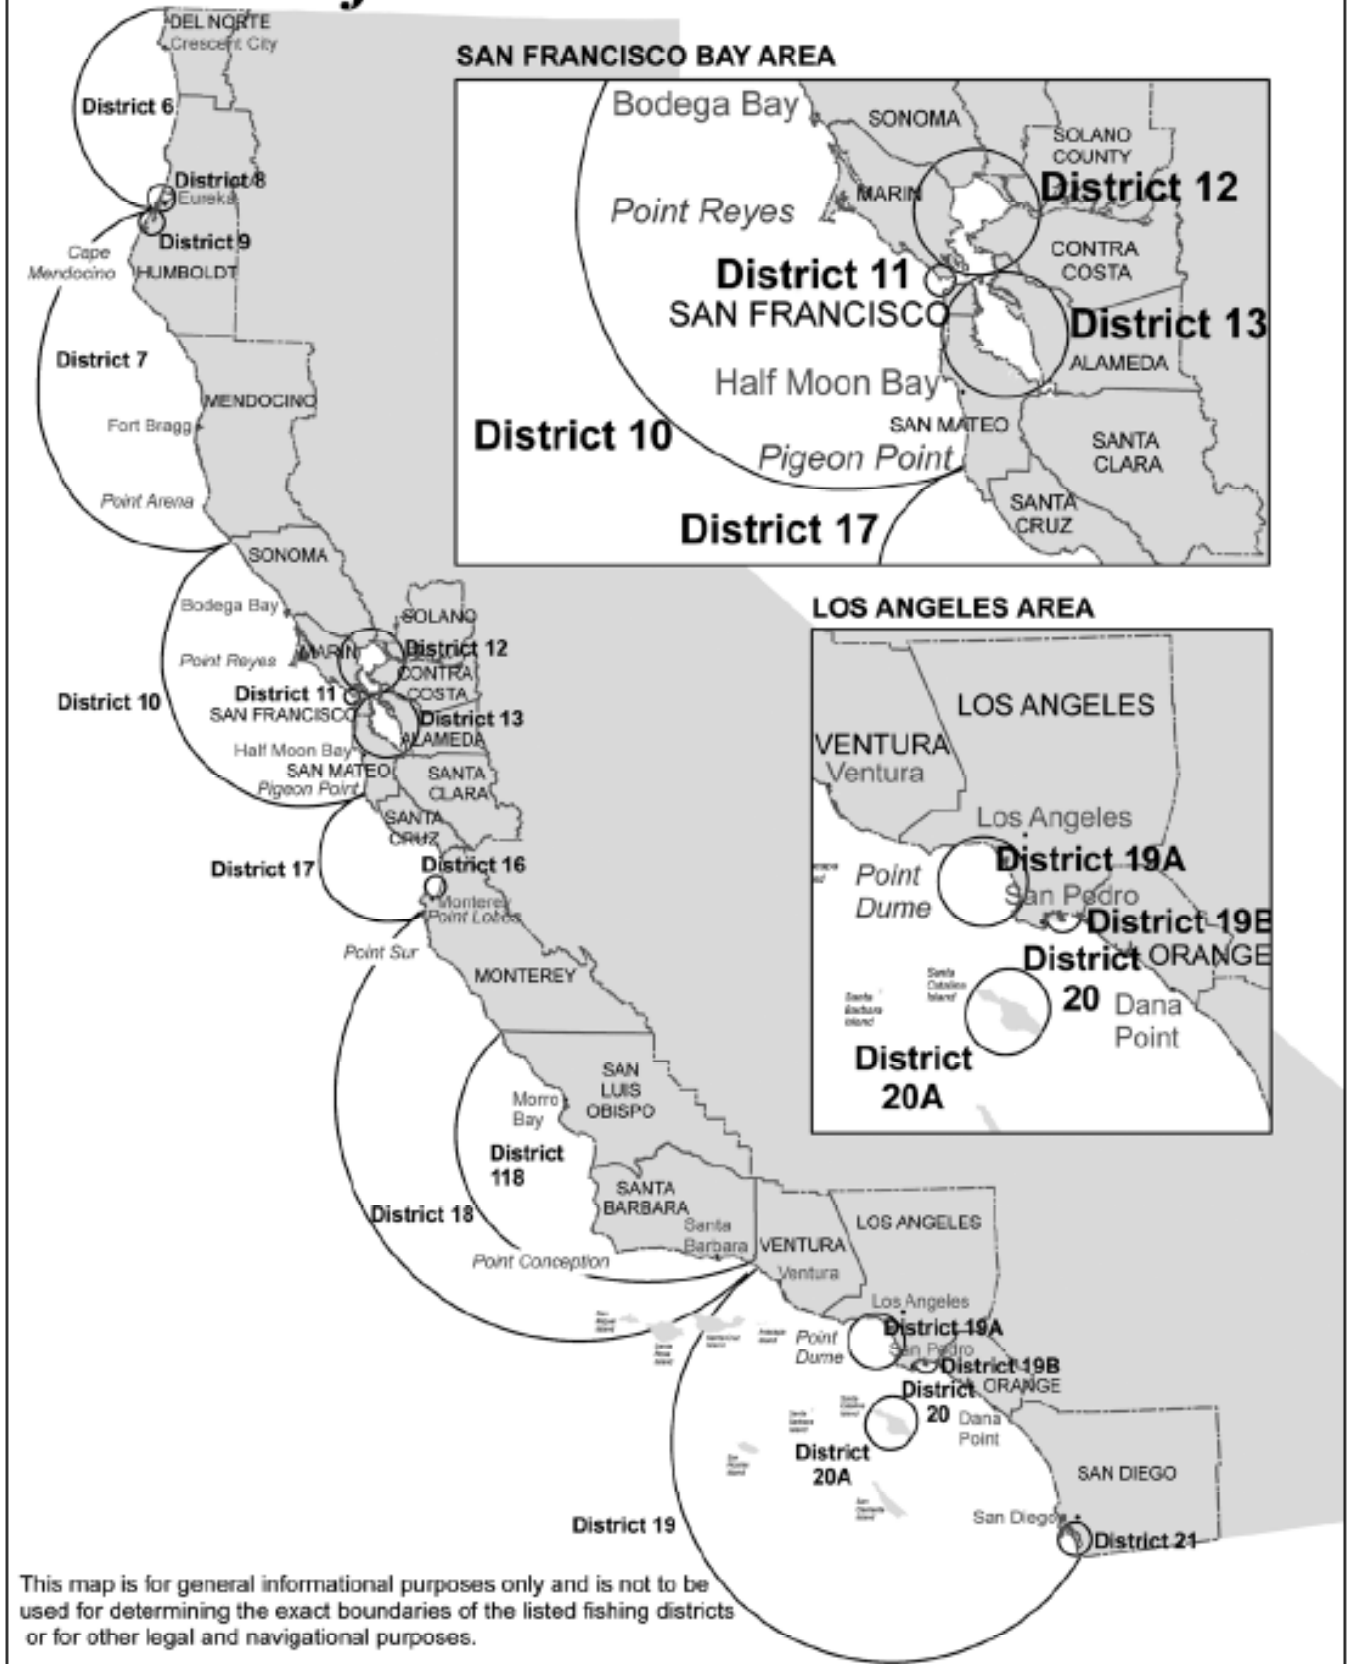 DEL NORTE
Crescent City
District 6
District 8
Eureka
District 9
Cape
Mendocino
HUMBOLDT
District 7
MENDOCINO
Fort Bragg
Point Arena
SONOMA
Bodega Bay
SOLANO
MARIN
District 12
Point Reyes
CONTRA
COSTA
District 11
District 10
SAN FRANCISCO
District 13
ALAMEDA
Half Moon Bay
SAN MATEO
SANTA
CLARA
Pigeon Point
SANTA
CRUZ
District 17
District 16
Monterey
Point Lobos
Point Sur
MONTEREY
SAN
LUIS
OBISPO
Morro
Bay
District
118
SANTA
BARBARA
District 18
Santa
Barbara
Point Conception
VENTURA
Ventura
LOS ANGELES
Los Angeles
District 19A
Point
Dume
San Pedro
District 19B
ORANGE
District
20
Dana
Point
District
20A
SAN DIEGO
San Diego
District 19
District 21
SAN FRANCISCO BAY AREA
Bodega Bay
SONOMA
SOLANO
COUNTY
MARIN
District 12
Point Reyes
CONTRA
COSTA
District 11
SAN FRANCISCO
District 13
ALAMEDA
Half Moon Bay
SAN MATEO
District 10
SANTA
CLARA
Pigeon Point
SANTA
CRUZ
District 17
LOS ANGELES AREA
LOS ANGELES
VENTURA
Ventura
Los Angeles
District 19A
Point
Dume
San Pedro
District 19B
ORANGE
District
20
Santa
Catalina
Island
Santa
Barbara
Island
Dana
Point
District
20A
This map is for general informational purposes only and is not to be
used for determining the exact boundaries of the listed fishing districts
or for other legal and navigational purposes.